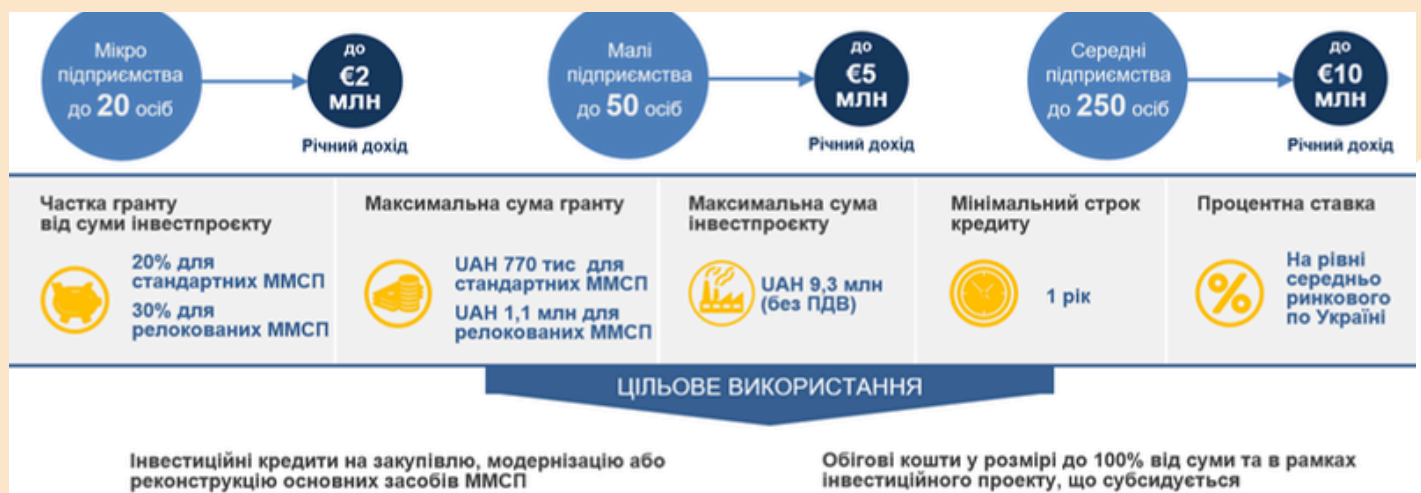 Мікро
підприємства
до 20 осіб
до
€2
млн
Річний дохід
Малі
підприємства
до 50 осіб
до
€5
млн
Річний дохід
Середні
підприємства
до 250 осіб
до
€10
млн
Річний дохід
Частка гранту
від суми інвестпроєкту
20% для
стандартних ММСП
30% для
релокованих ММСП
Максимальна сума гранту
UAH 770 тис для
стандартних ММСП
UAH 1,1 млн для
релокованих ММСП
Максимальна сума
інвестпроєкту
UAH 9,3 млн
(без ПДВ)
Мінімальний строк
кредиту
1 рік
Процентна ставка
%
На рівні
середньо
ринкового
по Україні
ЦІЛЬОВЕ ВИКОРИСТАННЯ
Інвестиційні кредити на закупівлю, модернізацію або
реконструкцію основних засобів ММСП
Обігові кошти у розмірі до 100% від суми та в рамках
інвестиційного проекту, що субсидується